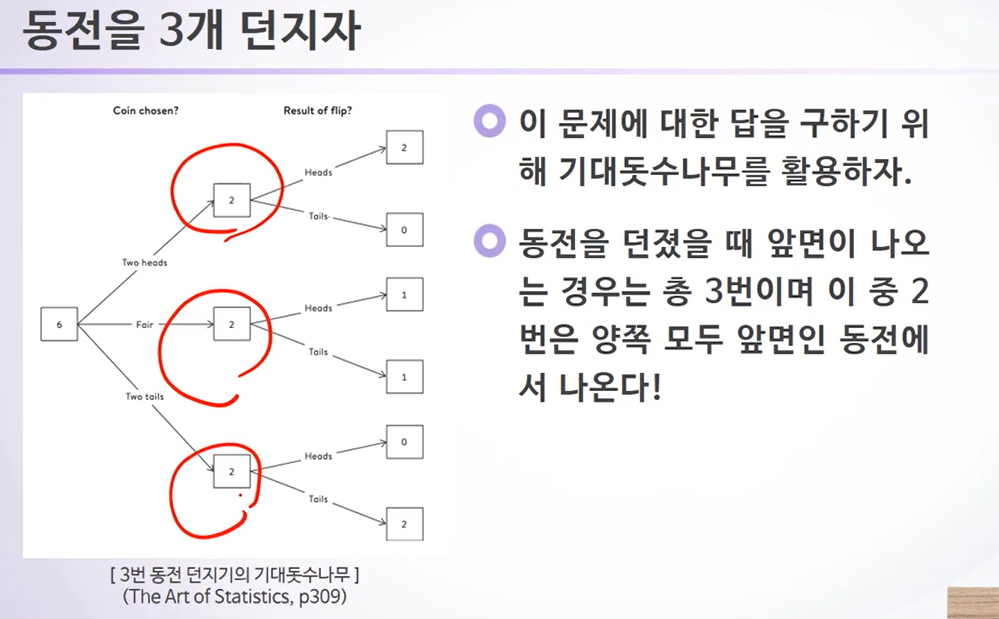 동전을 3개 던지자
Coin chosen?
Result of flip?
2
Heads
2
Tails
0
Two heads
6
Fair
2
Heads
1
Tails
1
Two tails
2
Heads
0
Tails
2
[ 3번 동전 던지기의 기대돗수나무 ]
(The Art of Statistics, p309)
이 문제에 대한 답을 구하기 위
해 기대돗수나무를 활용하자.
동전을 던졌을 때 앞면이 나오
는 경우는 총 3번이며 이 중 2
번은 양쪽 모두 앞면인 동전에
서 나온다!